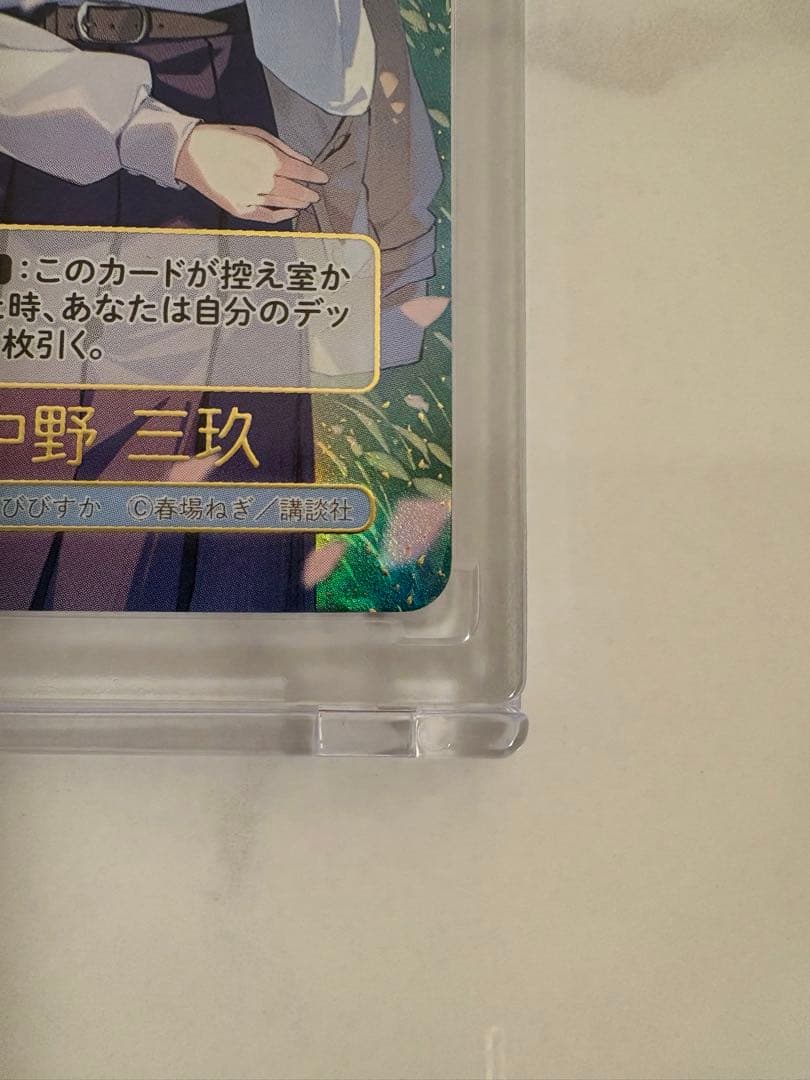 ：このカードが控え室か
た時、あなたは自分のデッ
枚引く。
中野 三玖
びびすか ©春場ねぎ／講談社